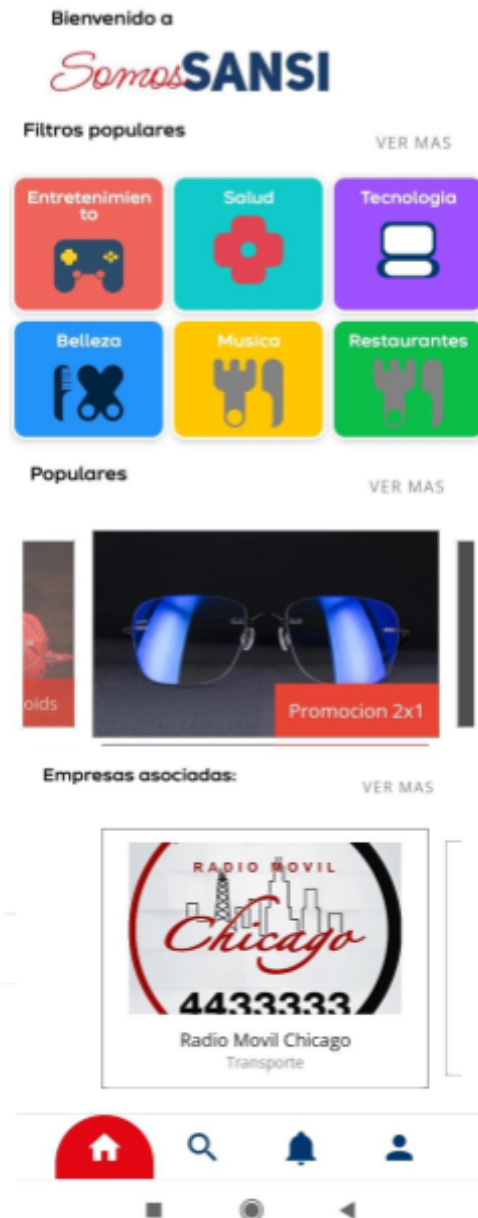 Bienvenido a
SomosSANSI
Filtros populares
VER MAS
Entretenimien
to
Salud
Tecnologia
Belleza
Musica
Restaurantes
Populares
VER MAS
oids
Promocion 2x1
Empresas asociadas:
VER MAS
RADIO MOVIL
Chicago
4433333
Radio Movil Chicago
Transporte